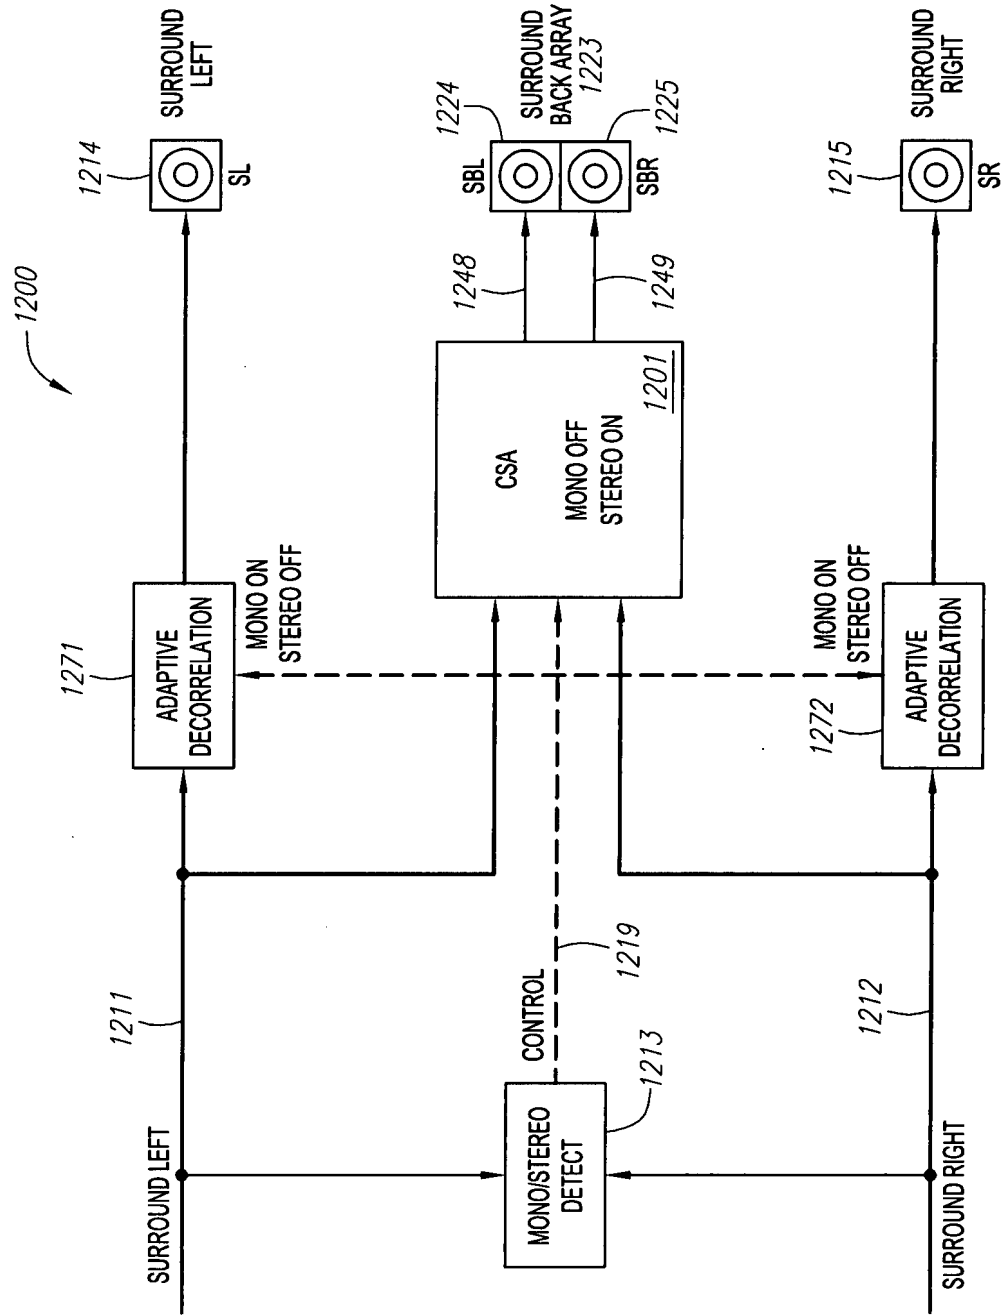 1200
SURROUND LEFT
1211
1271
ADAPTIVE
DECORRELATION
MONO ON
STEREO OFF
1214
SL
SURROUND
LEFT
MONO/STEREO
DETECT
1213
CONTROL
1219
CSA
MONO OFF
STEREO ON
1201
1248
1249
SBL
1224
SBR
1225
SURROUND
BACK ARRAY
1223
SURROUND RIGHT
1212
1272
ADAPTIVE
DECORRELATION
MONO ON
STEREO OFF
1215
SR
SURROUND
RIGHT